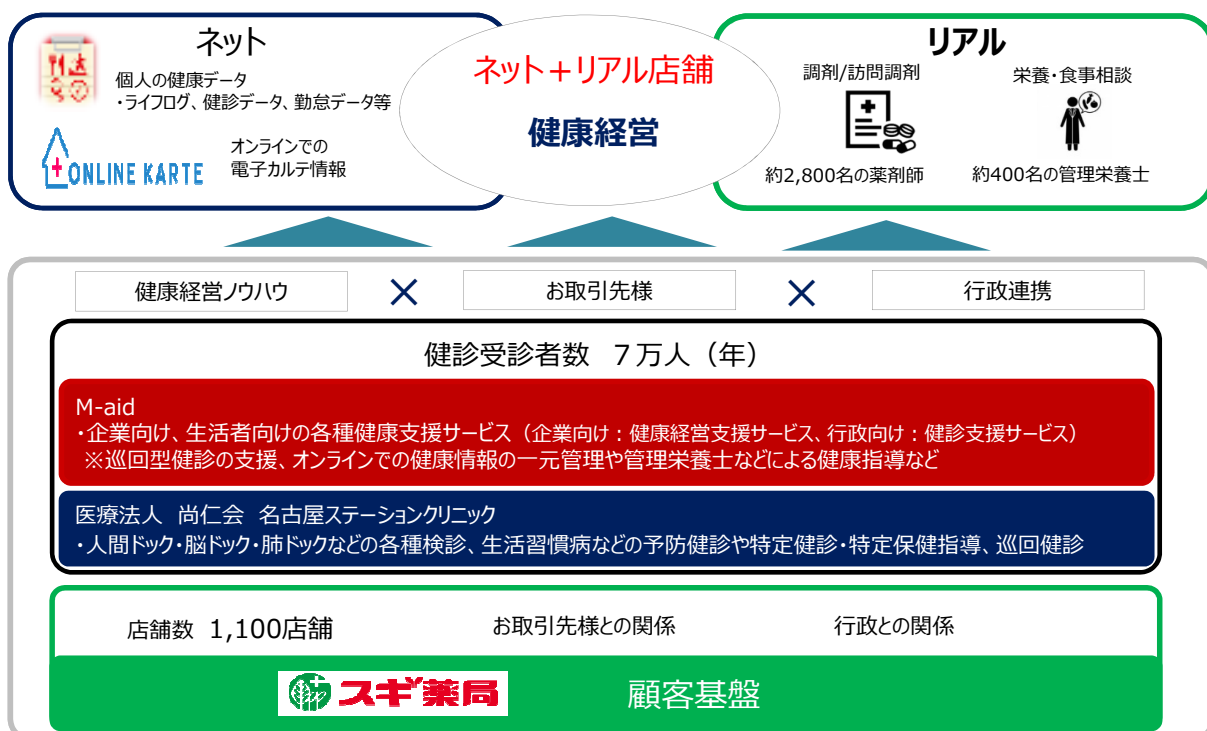 ネット
個人の健康データ
・ライフログ、健診データ、勤怠データ等
ONLINE KARTE
オンラインでの
電子カルテ情報
ネット＋リアル店舗
健康経営
リアル
調剤/訪問調剤
約2,800名の薬剤師
栄養・食事相談
約400名の管理栄養士
健康経営ノウハウ × お取引先様 × 行政連携
健診受診者数 ７万人（年）
M-aid
・企業向け、生活者向けの各種健康支援サービス（企業向け：健康経営支援サービス、行政向け：健診支援サービス）
※巡回型健診の支援、オンラインでの健康情報の一元管理や管理栄養士などによる健康指導など
医療法人 尚仁会 名古屋ステーションクリニック
・人間ドック・脳ドック・肺ドックなどの各種検診、生活習慣病などの予防健診や特定健診・特定保健指導、巡回健診
店舗数 1,100店舗 お取引先様との関係 行政との関係
スギ薬局 顧客基盤